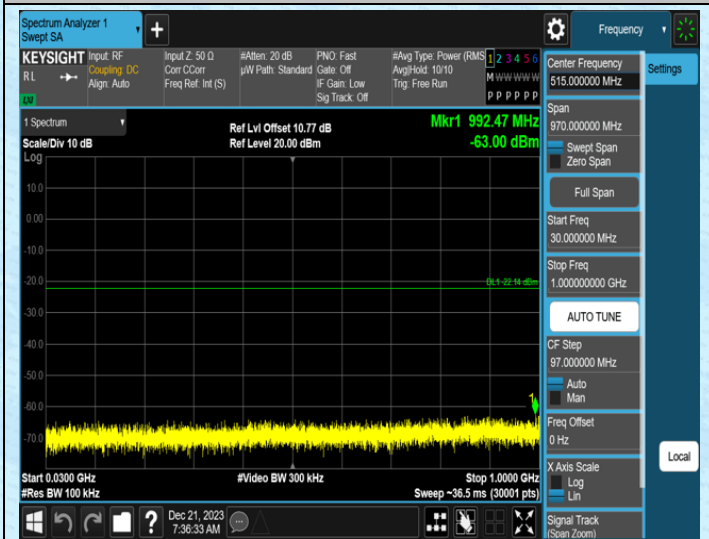 Spectrum Analyzer 1
Swept SA
+
Frequency
KEYSIGHT
RL
LXI
Input: RF
Coupling: DC
Align: Auto
Input Z: 50 Ω
Corr CCorr
Freq Ref: Int (S)
#Atten: 20 dB
µW Path: Standard
PNO: Fast
Gate: Off
IF Gain: Low
Sig Track: Off
#Avg Type: Power (RMS
Avg|Hold: 10/10
Trig: Free Run
1 2 3 4 5 6
M W W W W W
P P P P P P
1 Spectrum
Scale/Div 10 dB
Log
Ref Lvl Offset 10.77 dB
Ref Level 20.00 dBm
Mkr1 992.47 MHz
-63.00 dBm
10.0
0.00
-10.0
-20.0
-30.0
-40.0
-50.0
-60.0
-70.0
DL1 -22.14 dBm
1
Start 0.0300 GHz
#Res BW 100 kHz
#Video BW 300 kHz
Stop 1.0000 GHz
Sweep ~36.5 ms (30001 pts)
Center Frequency
515.000000 MHz
Span
970.000000 MHz
Swept Span
Zero Span
Full Span
Start Freq
30.000000 MHz
Stop Freq
1.000000000 GHz
AUTO TUNE
CF Step
97.000000 MHz
Auto
Man
Freq Offset
0 Hz
X Axis Scale
Log
Lin
Signal Track
(Span Zoom)
Settings
Local
?
Dec 21, 2023
7:36:33 AM